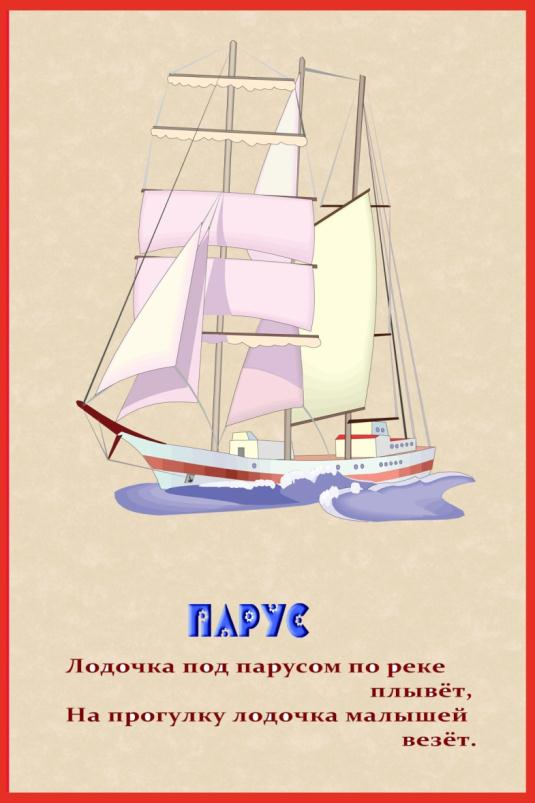 ПАРУС
Лодочка под парусом по реке
плывёт,
На прогулку лодочка малышей
везёт.